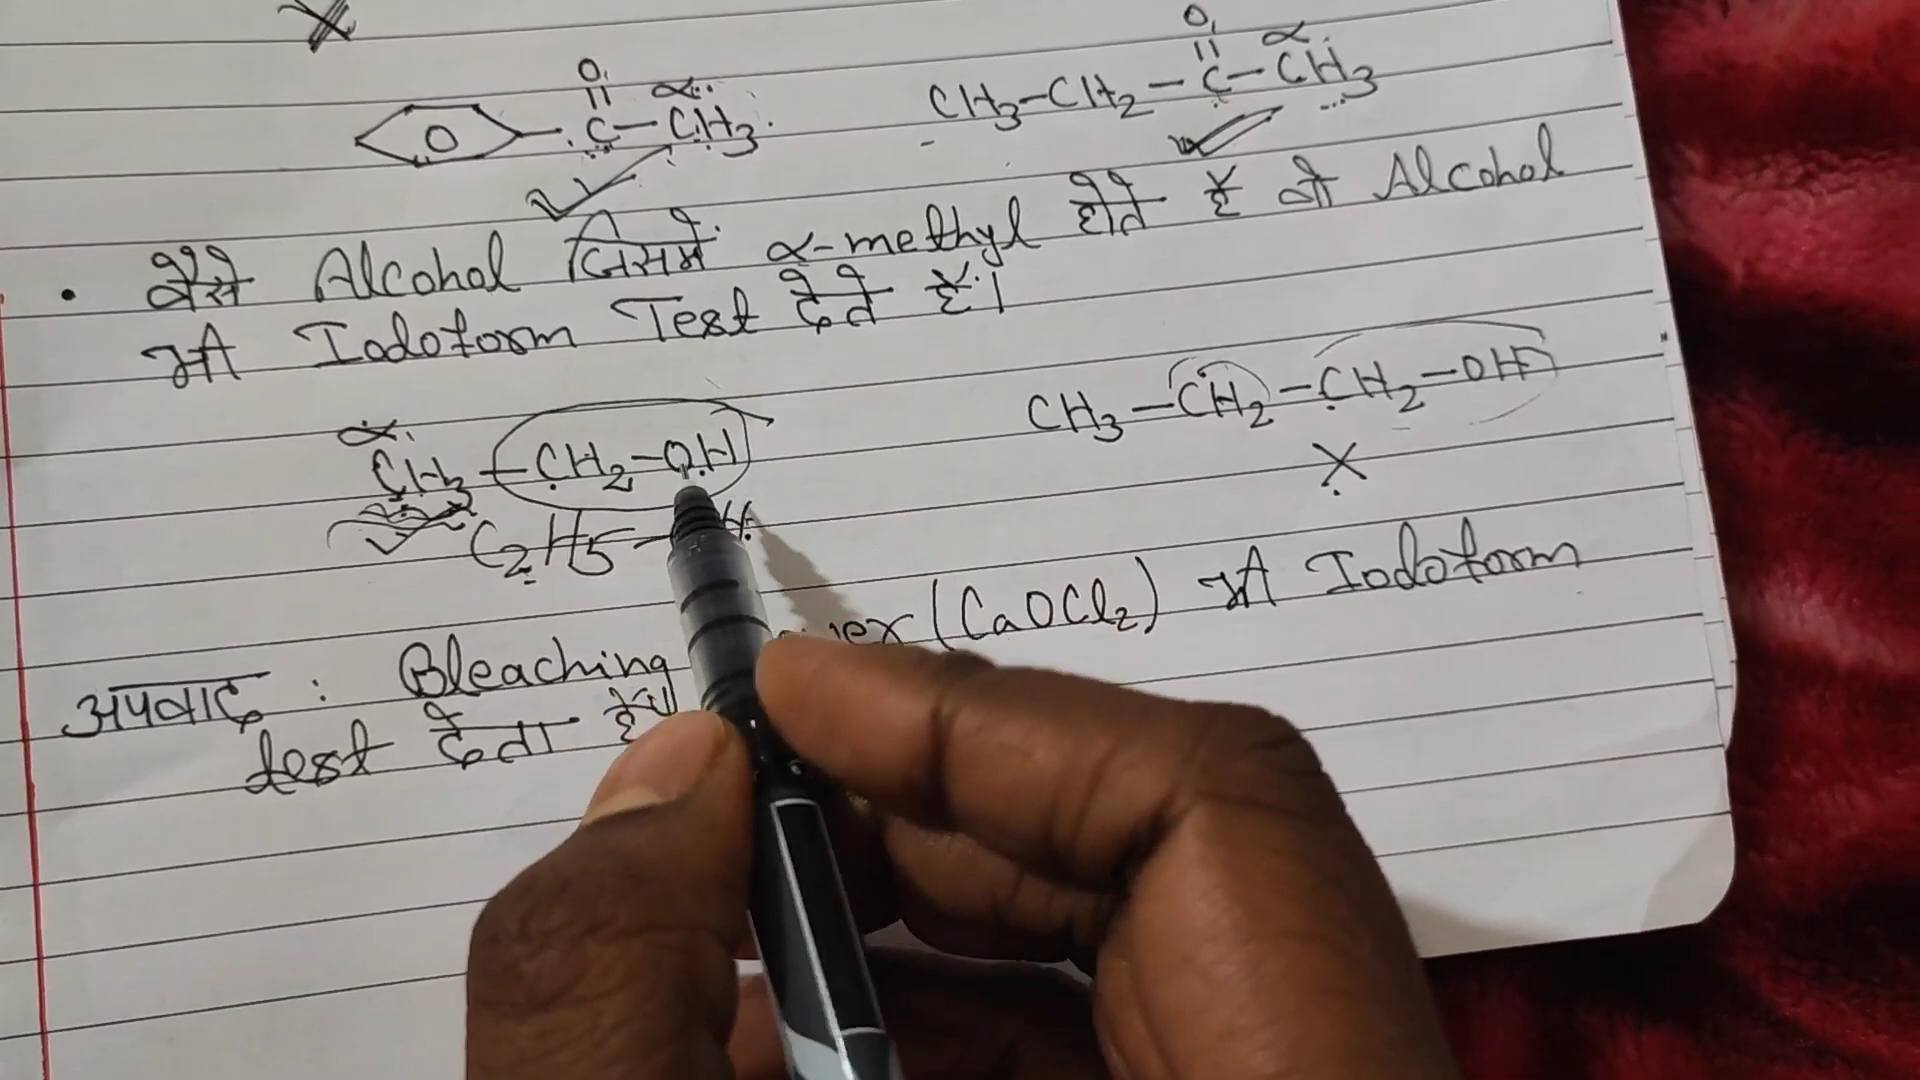 O
||
C-CH3
α
O
||
CH3-CH2-C-CH3
α
• वैसे Alcohol जिसमें α-methyl होते हैं वो Alcohol
भी Iodoform Test देते हैं।
α
CH3-CH2-OH
CH3-CH2-CH2-OH
C2H5-
अपवाद : Bleaching (CaOCl2) भी Iodoform
test देता है।